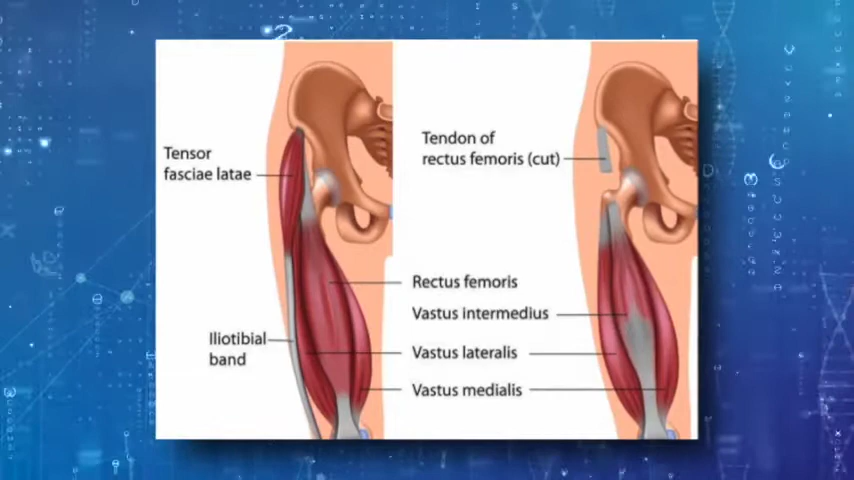 Tensor
fasciae latae
Tendon of
rectus femoris (cut)
Rectus femoris
Vastus intermedius
Iliotibial
band
Vastus lateralis
Vastus medialis